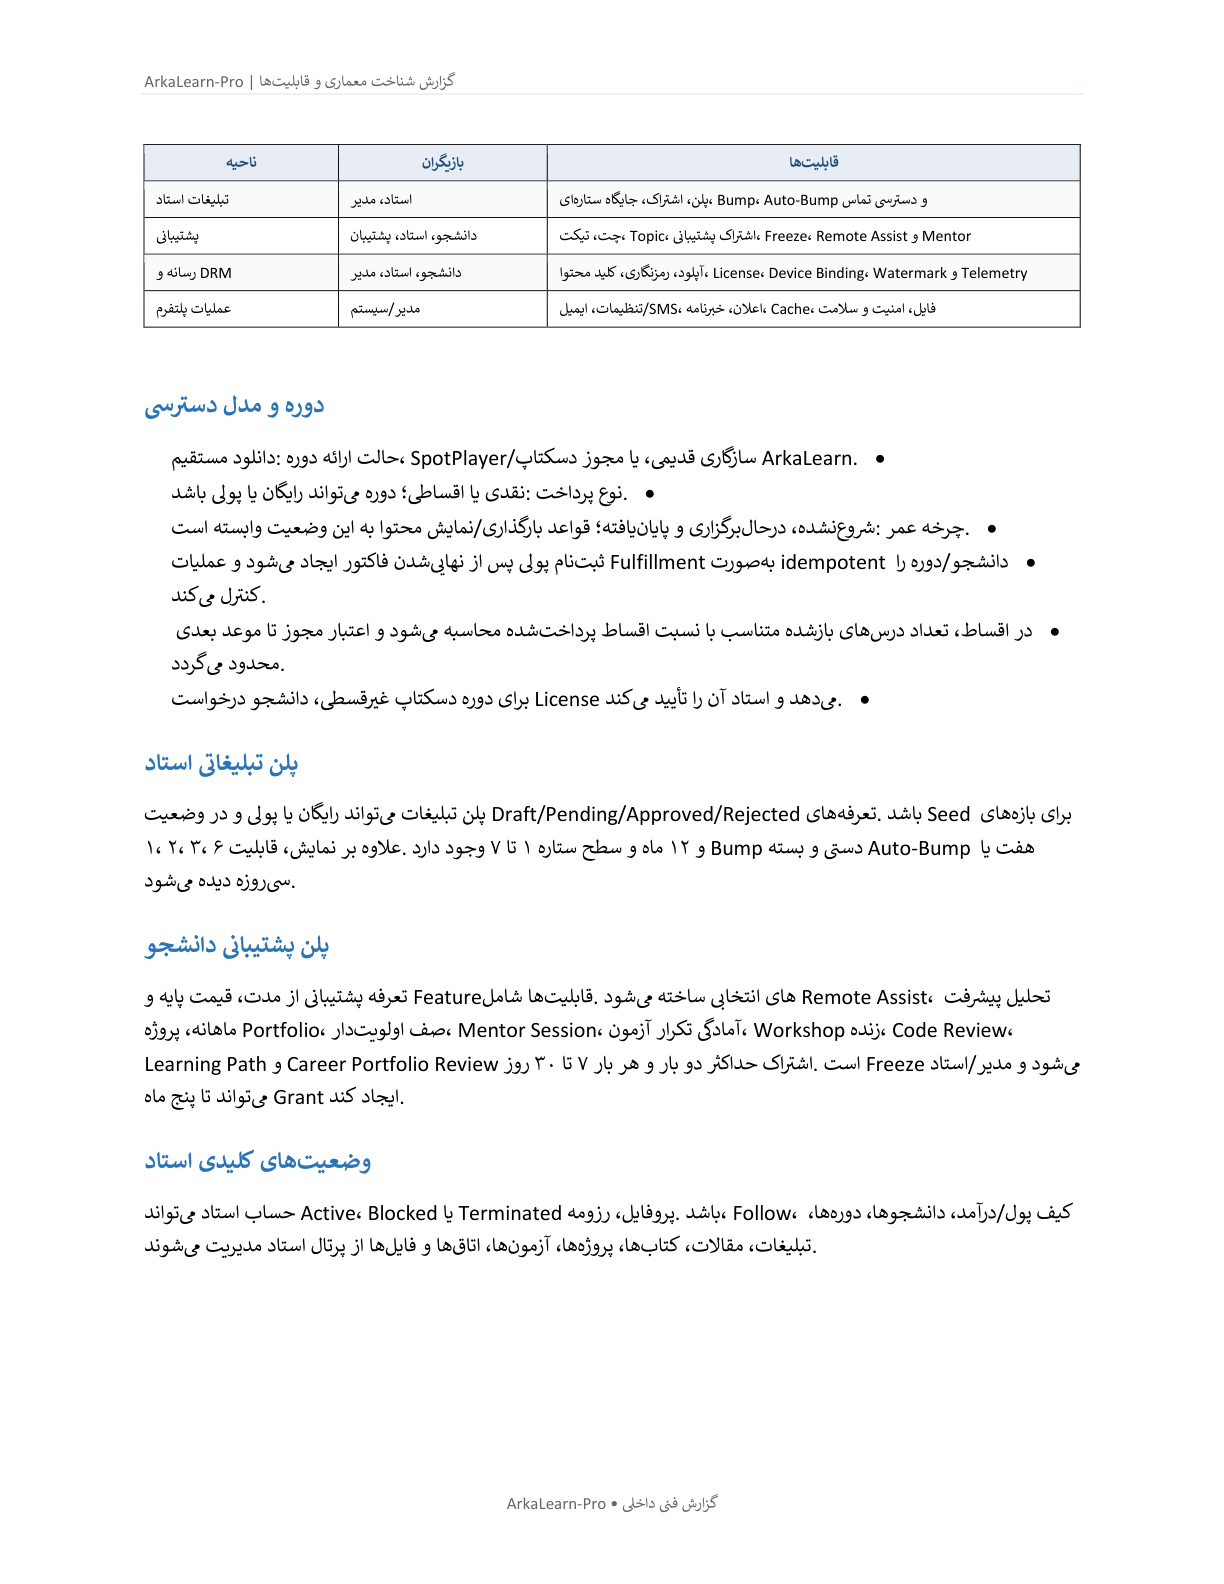 گزارش شناخت معماری و قابلیت‌ها | ArkaLearn-Pro
ناحیه	بازیگران	قابلیت‌ها
تبلیغات استاد	استاد، مدیر	پلن، اشتراک، جایگاه ستاره‌ای، Bump، Auto-Bump و دسترسی تماس
پشتیبانی	دانشجو، استاد، پشتیبان	چت، تیکت، Topic، اشتراک پشتیبانی، Freeze، Remote Assist و Mentor
رسانه و DRM	دانشجو، استاد، مدیر	آپلود، رمزنگاری، کلید محتوا، License، Device Binding، Watermark و Telemetry
عملیات پلتفرم	مدیر/سیستم	تنظیمات، ایمیل/SMS، اعلان، خبرنامه، Cache، فایل، امنیت و سلامت
دوره و مدل دسترسی
• حالت ارائه دوره: دانلود مستقیم، SpotPlayer/سازگاری قدیمی، یا مجوز دسکتاپ ArkaLearn.
• نوع پرداخت: نقدی یا اقساطی؛ دوره می‌تواند رایگان یا پولی باشد.
• چرخه عمر: شروع‌نشده، درحال‌برگزاری و پایان‌یافته؛ قواعد بارگذاری/نمایش محتوا به این وضعیت وابسته است.
• ثبت‌نام پولی پس از نهایی‌شدن فاکتور ایجاد می‌شود و عملیات Fulfillment به‌صورت idempotent دانشجو/دوره را
کنترل می‌کند.
• در اقساط، تعداد درس‌های بازشده متناسب با نسبت اقساط پرداخت‌شده محاسبه می‌شود و اعتبار مجوز تا موعد بعدی
محدود می‌گردد.
• برای دوره دسکتاپ غیرقسطی، دانشجو درخواست License می‌دهد و استاد آن را تأیید می‌کند.
پلن تبلیغاتی استاد
پلن تبلیغات می‌تواند رایگان یا پولی و در وضعیت Draft/Pending/Approved/Rejected باشد. تعرفه‌های Seed برای بازه‌های
۱، ۲، ۳، ۶ و ۱۲ ماه و سطح ستاره ۱ تا ۷ وجود دارد. علاوه بر نمایش، قابلیت Bump دستی و بسته Auto-Bump هفت یا
سی‌روزه دیده می‌شود.
پلن پشتیبانی دانشجو
تعرفه پشتیبانی از مدت، قیمت پایه و Featureهای انتخابی ساخته می‌شود. قابلیت‌ها شامل Remote Assist، تحلیل پیشرفت
ماهانه، پروژه Portfolio، صف اولویت‌دار، Mentor Session، آمادگی تکرار آزمون، Workshop زنده، Code Review،
Learning Path و Career Portfolio Review است. اشتراک حداکثر دو بار و هر بار ۷ تا ۳۰ روز Freeze می‌شود و مدیر/استاد
می‌تواند تا پنج ماه Grant ایجاد کند.
وضعیت‌های کلیدی استاد
حساب استاد می‌تواند Active، Blocked یا Terminated باشد. پروفایل، رزومه، Follow، کیف پول/درآمد، دانشجوها، دوره‌ها،
تبلیغات، مقالات، کتاب‌ها، پروژه‌ها، آزمون‌ها، اتاق‌ها و فایل‌ها از پرتال استاد مدیریت می‌شوند.
گزارش فنی داخلی • ArkaLearn-Pro